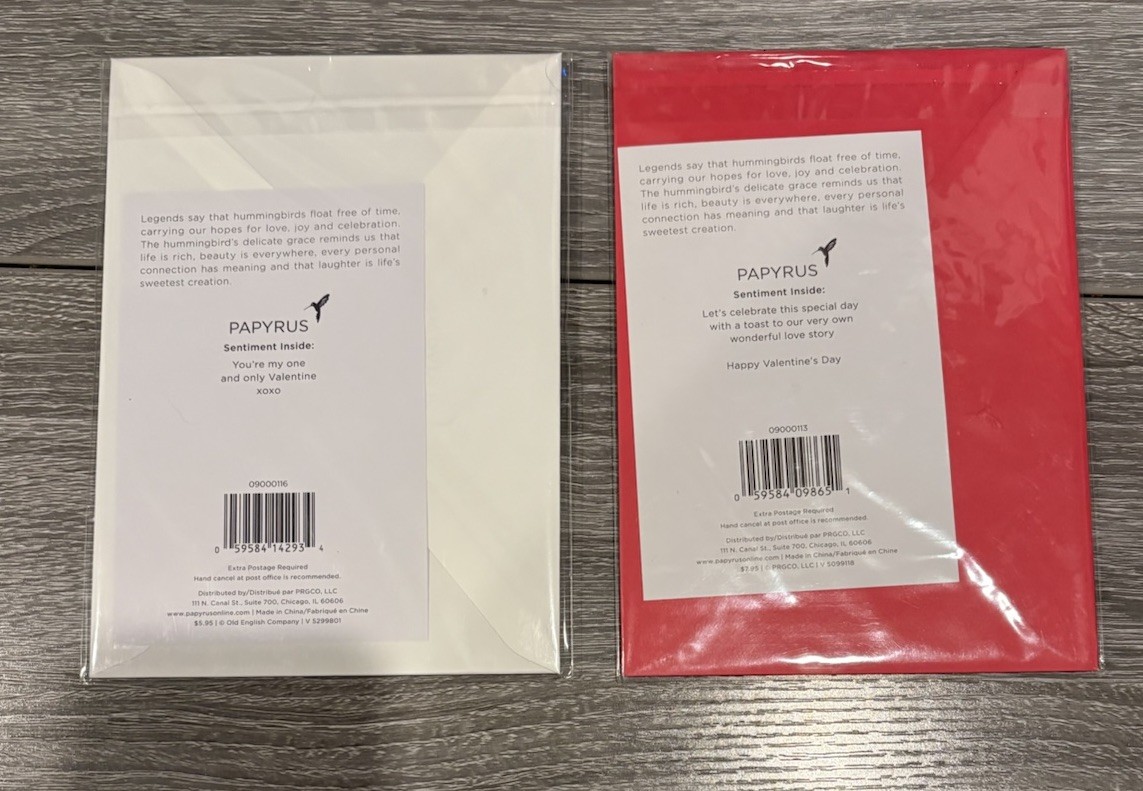 Legends say that hummingbirds float free of time,
carrying our hopes for love, joy and celebration.
The hummingbird's delicate grace reminds us that
life is rich, beauty is everywhere, every personal
connection has meaning and that laughter is life's
sweetest creation.
PAPYRUS
Sentiment Inside:
You're my one
and only Valentine
xoxo
09000116
0 59584 14293 4
Extra Postage Required
Hand cancel at post office is recommended.
Distributed by/Distribué par PRGCO, LLC
111 N. Canal St., Suite 700, Chicago, IL 60606
www.papyrusonline.com | Made in China/Fabriqué en Chine
$5.95 | © Old English Company | V 5299801
Legends say that hummingbirds float free of time,
carrying our hopes for love, joy and celebration.
The hummingbird's delicate grace reminds us that
life is rich, beauty is everywhere, every personal
connection has meaning and that laughter is life's
sweetest creation.
PAPYRUS
Sentiment Inside:
Let's celebrate this special day
with a toast to our very own
wonderful love story
Happy Valentine's Day
09000113
0 59584 09865 1
Extra Postage Required
Hand cancel at post office is recommended.
Distributed by/Distribué par PRGCO, LLC
111 N. Canal St., Suite 700, Chicago, IL 60606
www.papyrusonline.com | Made in China/Fabriqué en Chine
| © PRGCO, LLC | V 5099118